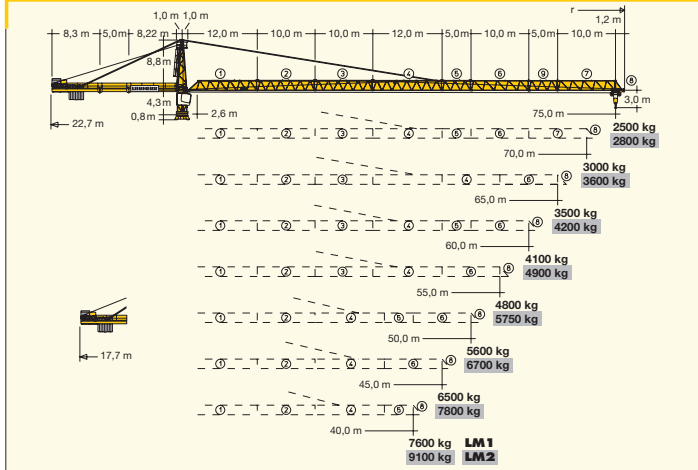 r
1,0 m 1,0 m
1,2 m
8,3 m 5,0m 8,22 m 12,0 m 10,0 m 10,0 m 12,0 m 5,0m 10,0 m 5,0m 10,0 m
8,8m
① ② ③ ④ ⑤ ⑥ ⑨ ⑦ ⑧
LIEBHERR
4,3 m
3,0 m
0,8 m
2,6 m 75,0 m
22,7 m
① ② ③ ④ ⑤ ⑥ ⑦ ⑧ 2500 kg
2800 kg
70,0 m
① ② ③ ④ ⑥ ⑧ 3000 kg
3600 kg
65,0 m
① ② ③ ④ ⑤ ⑥ ⑧ 3500 kg
4200 kg
60,0 m
① ② ③ ④ ⑥ ⑧ 4100 kg
4900 kg
55,0 m
① ② ④ ⑤ ⑥ ⑧ 4800 kg
5750 kg
50,0 m
17,7 m
① ② ④ ⑥ ⑧ 5600 kg
6700 kg
45,0 m
① ② ④ ⑤ ⑧ 6500 kg
7800 kg
40,0 m
7600 kg LM1
9100 kg LM2